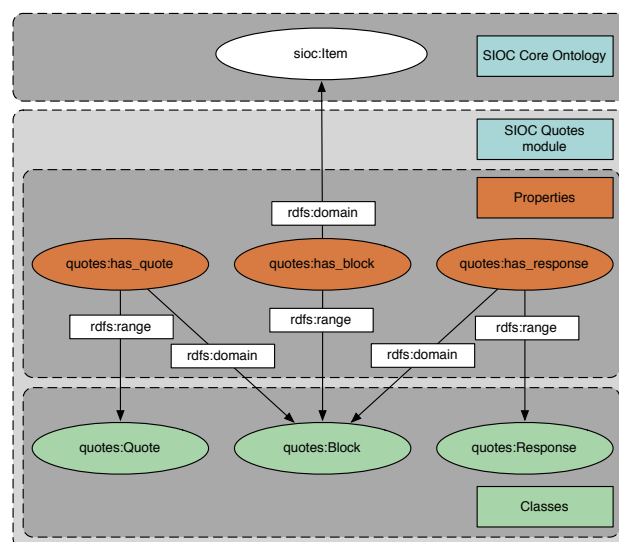 sioc:Item
SIOC Core Ontology
SIOC Quotes
module
Properties
rdfs:domain
quotes:has_quote
quotes:has_block
quotes:has_response
rdfs:range
rdfs:range
rdfs:range
rdfs:domain
rdfs:domain
quotes:Quote
quotes:Block
quotes:Response
Classes